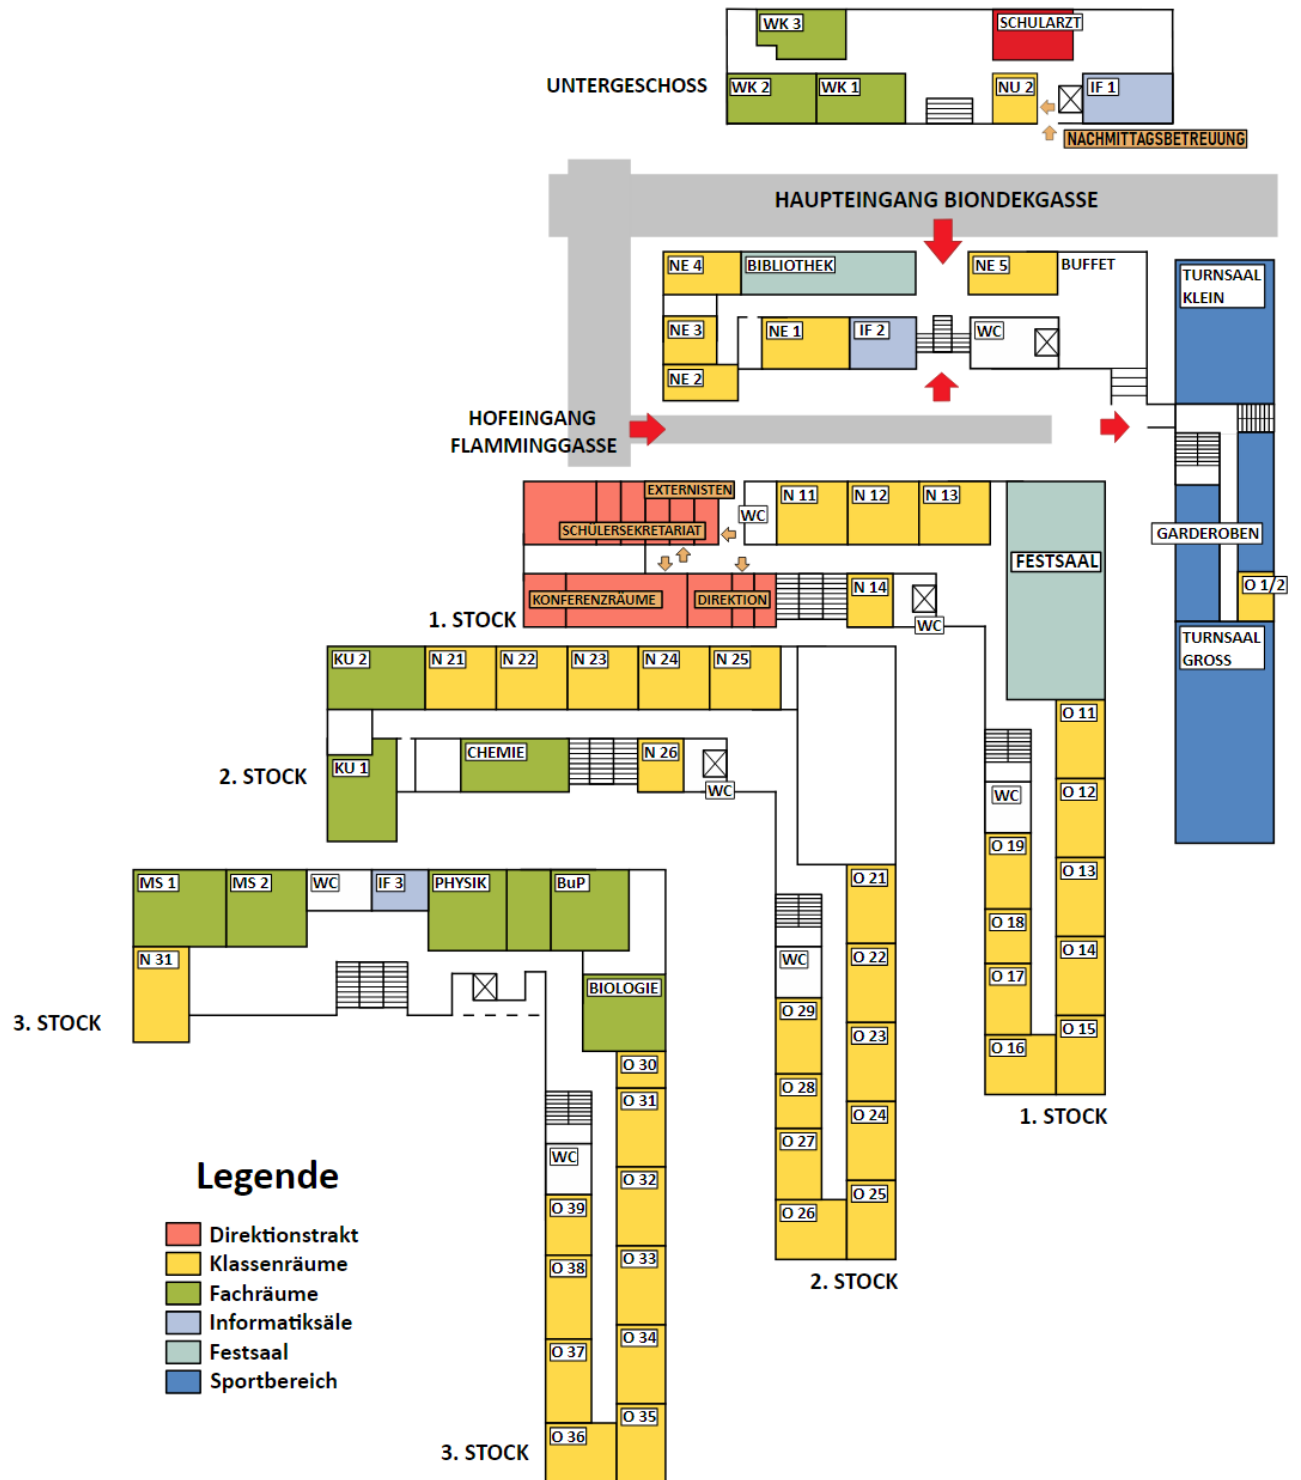 WK 3
SCHULARZT
UNTERGESCHOSS
WK 2
WK 1
NU 2
IF 1
NACHMITTAGSBETREUUNG
HAUPTEINGANG BIONDEKGASSE
NE 4
BIBLIOTHEK
NE 5
BUFFET
TURNSAAL
KLEIN
NE 3
NE 1
IF 2
WC
NE 2
HOFEINGANG
FLAMMINGGASSE
EXTERNISTEN
SCHÜLERSEKRETARIAT
WC
N 11
N 12
N 13
FESTSAAL
GARDEROBEN
O 1/2
KONFERENZRÄUME
DIREKTION
N 14
WC
1. STOCK
TURNSAAL
GROSS
KU 2
N 21
N 22
N 23
N 24
N 25
O 11
KU 1
CHEMIE
N 26
WC
2. STOCK
WC
O 12
O 19
O 13
O 18
O 14
O 17
O 15
O 16
1. STOCK
MS 1
MS 2
WC
IF 3
PHYSIK
BuP
O 21
N 31
BIOLOGIE
WC
O 22
3. STOCK
O 29
O 23
O 28
O 24
O 27
O 25
O 26
2. STOCK
O 30
O 31
WC
O 32
O 39
O 33
O 38
O 34
O 37
O 35
O 36
3. STOCK
Legende
Direktionstrakt
Klassenräume
Fachräume
Informatiksäle
Festsaal
Sportbereich